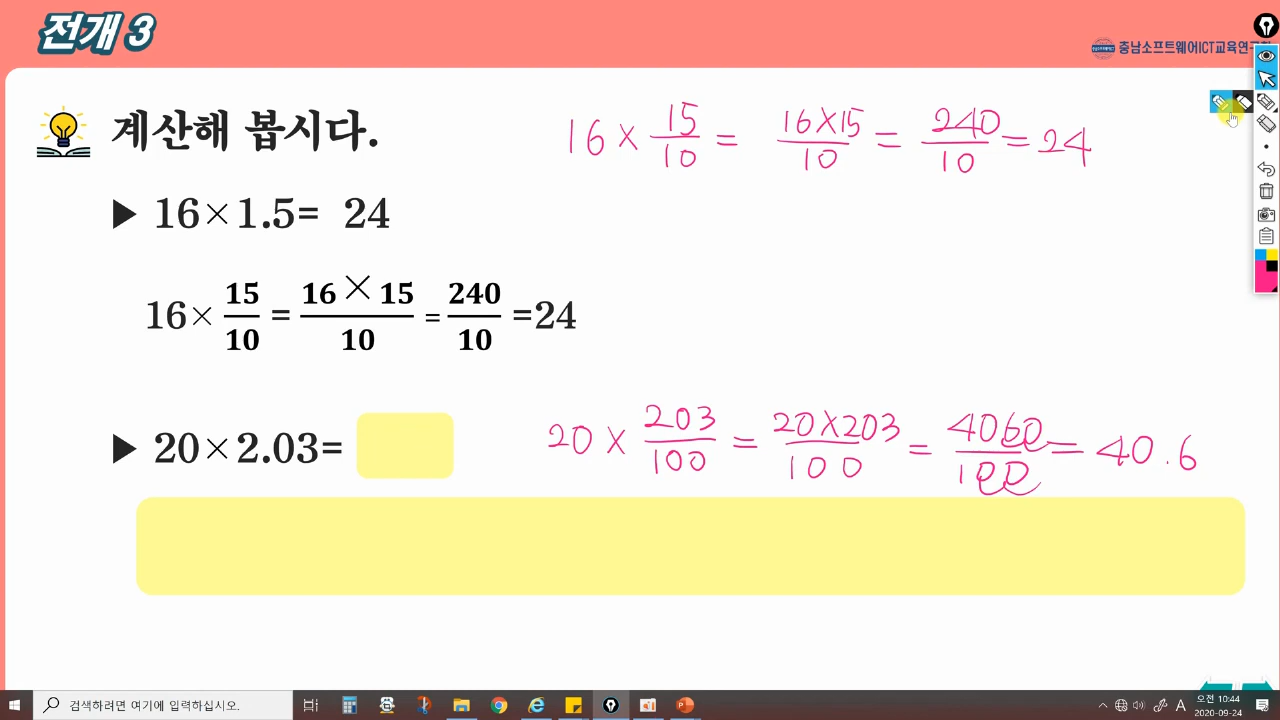 전개 3
충남소프트웨어ICT교육연구회
계산해 봅시다.
16 × 15/10 = 16×15/10 = 240/10 = 24
▶ 16×1.5= 24
16× 15/10 = 16×15/10 = 240/10 =24
▶ 20×2.03=
20 × 203/100 = 20×203/100 = 4060/100 = 40.6
검색하려면 여기에 입력하십시오.
A
오전 10:44
2020-09-24